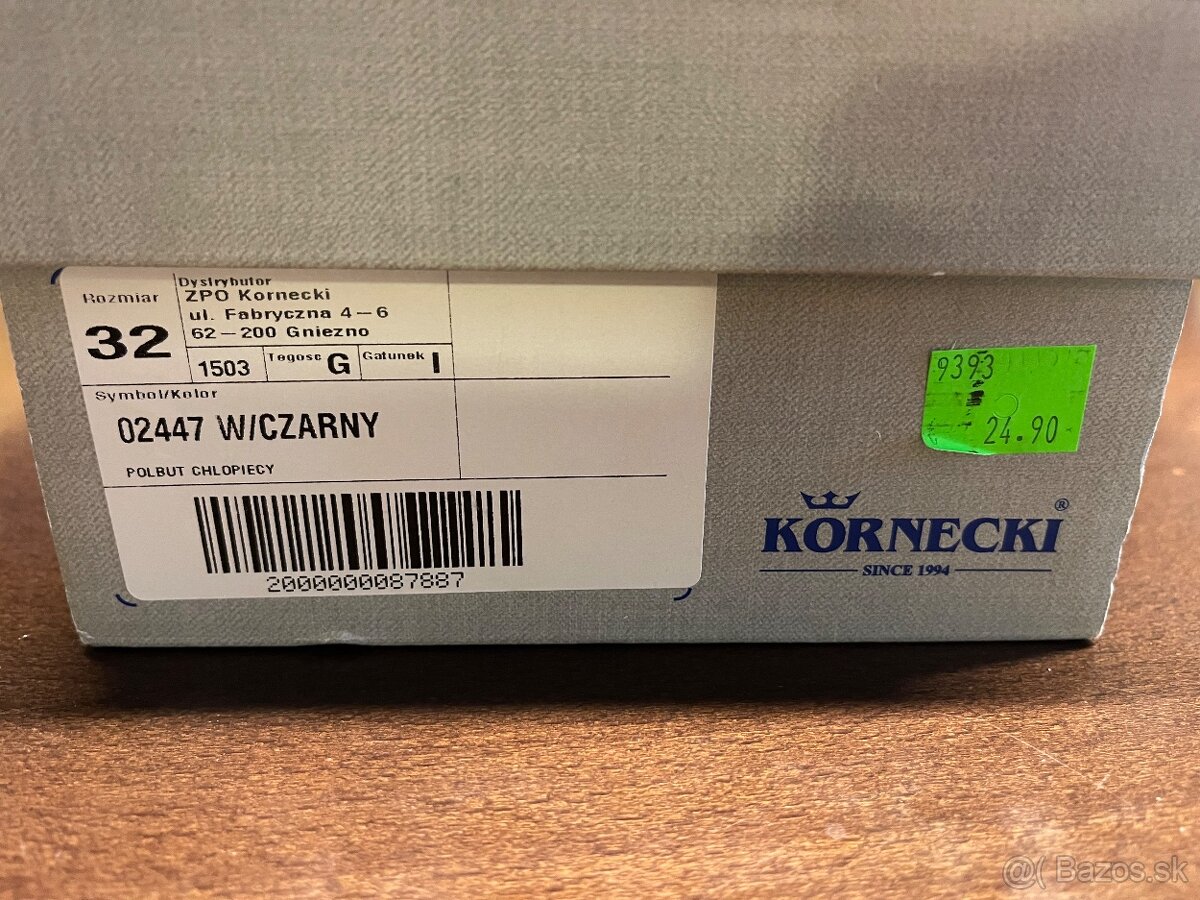 Rozmiar
32
Dystrybutor
ZPO Kornecki
ul. Fabryczna 4-6
62-200 Gniezno
1503
Tegosc G
Gatunek I
Symbol/Kolor
02447 W/CZARNY
POLBUT CHLOPIECY
2000000087887
9393
24.90
KORNECKI®
SINCE 1994
@( Bazos.sk